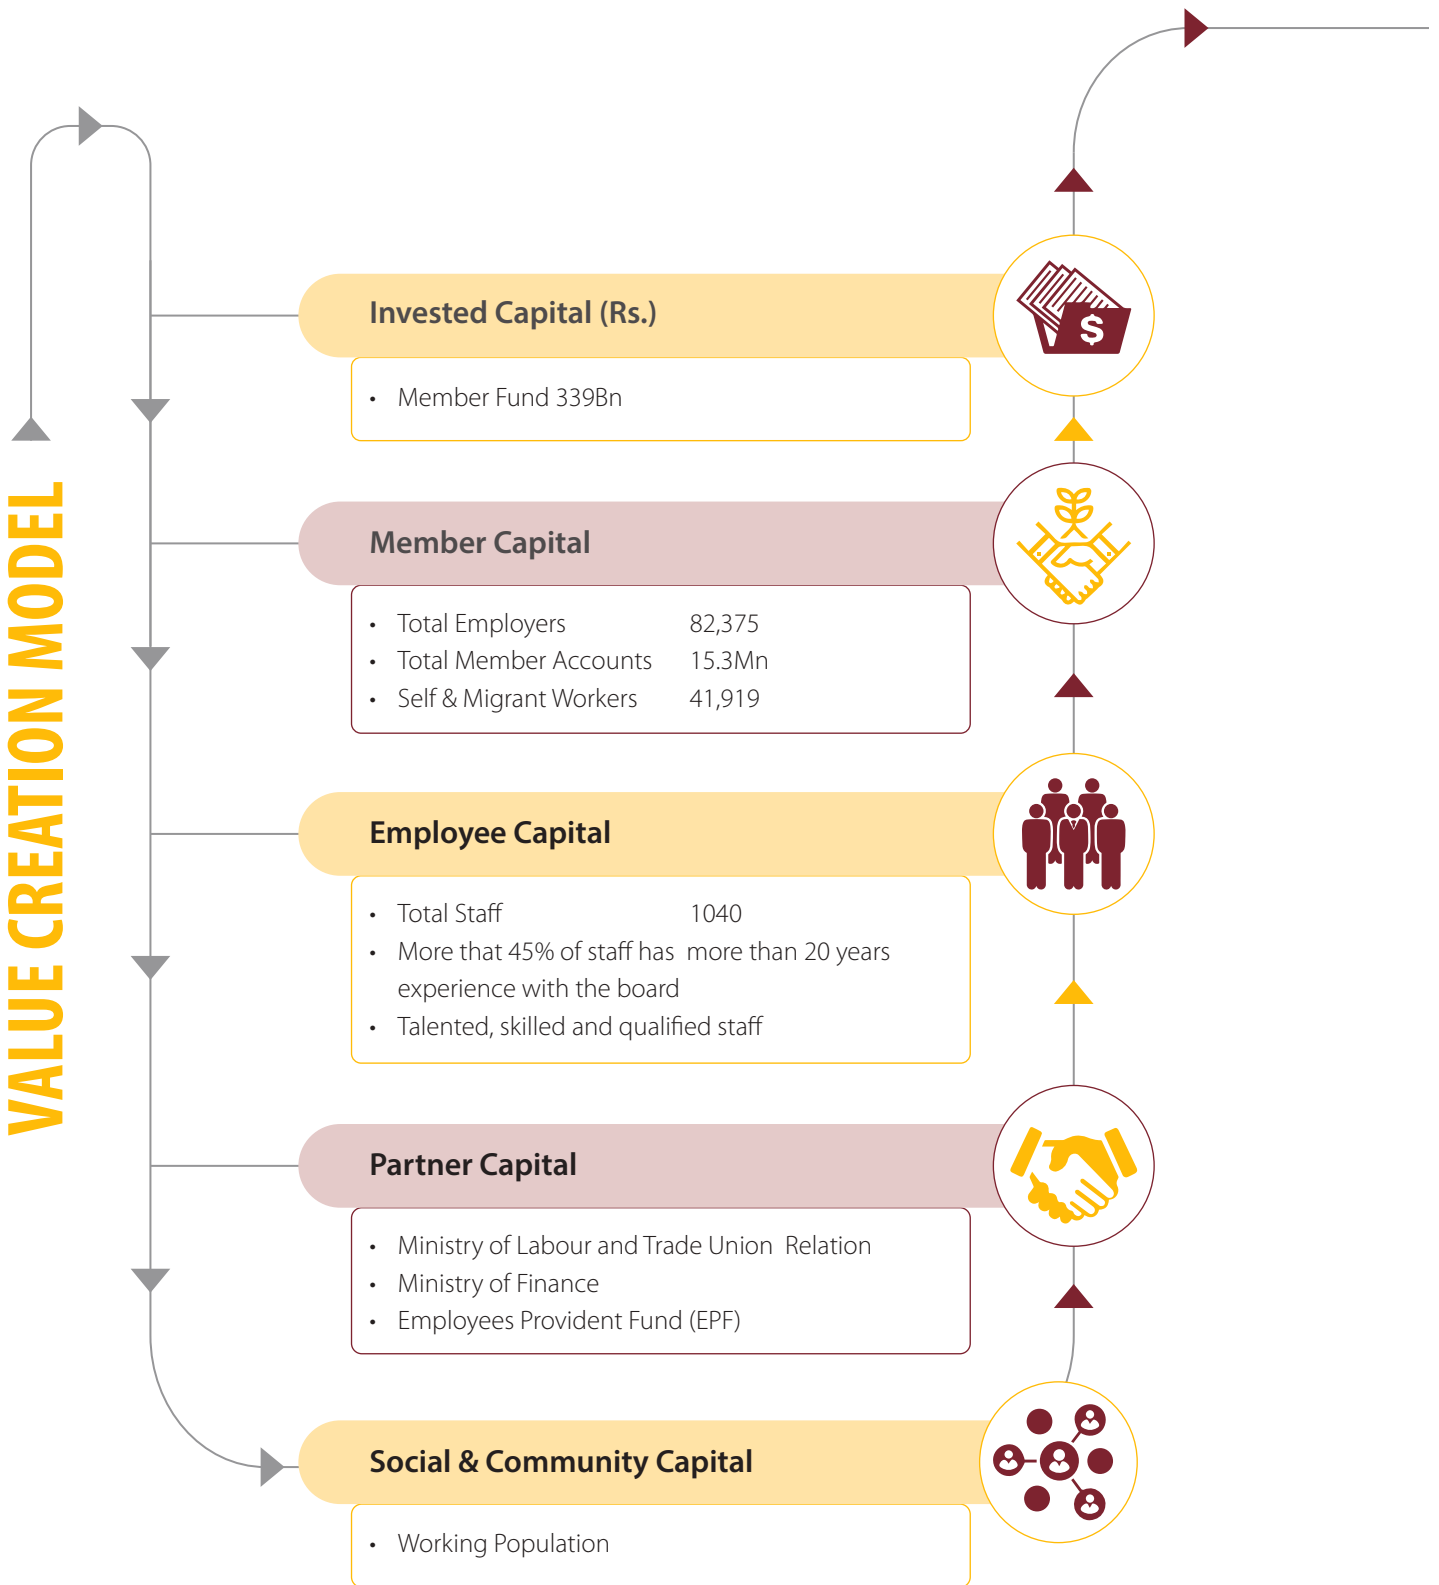 VALUE CREATION MODEL
Invested Capital (Rs.)
• Member Fund 339Bn
Member Capital
• Total Employers 82,375
• Total Member Accounts 15.3Mn
• Self & Migrant Workers 41,919
Employee Capital
• Total Staff 1040
• More that 45% of staff has more than 20 years
experience with the board
• Talented, skilled and qualified staff
Partner Capital
• Ministry of Labour and Trade Union Relation
• Ministry of Finance
• Employees Provident Fund (EPF)
Social & Community Capital
• Working Population
$